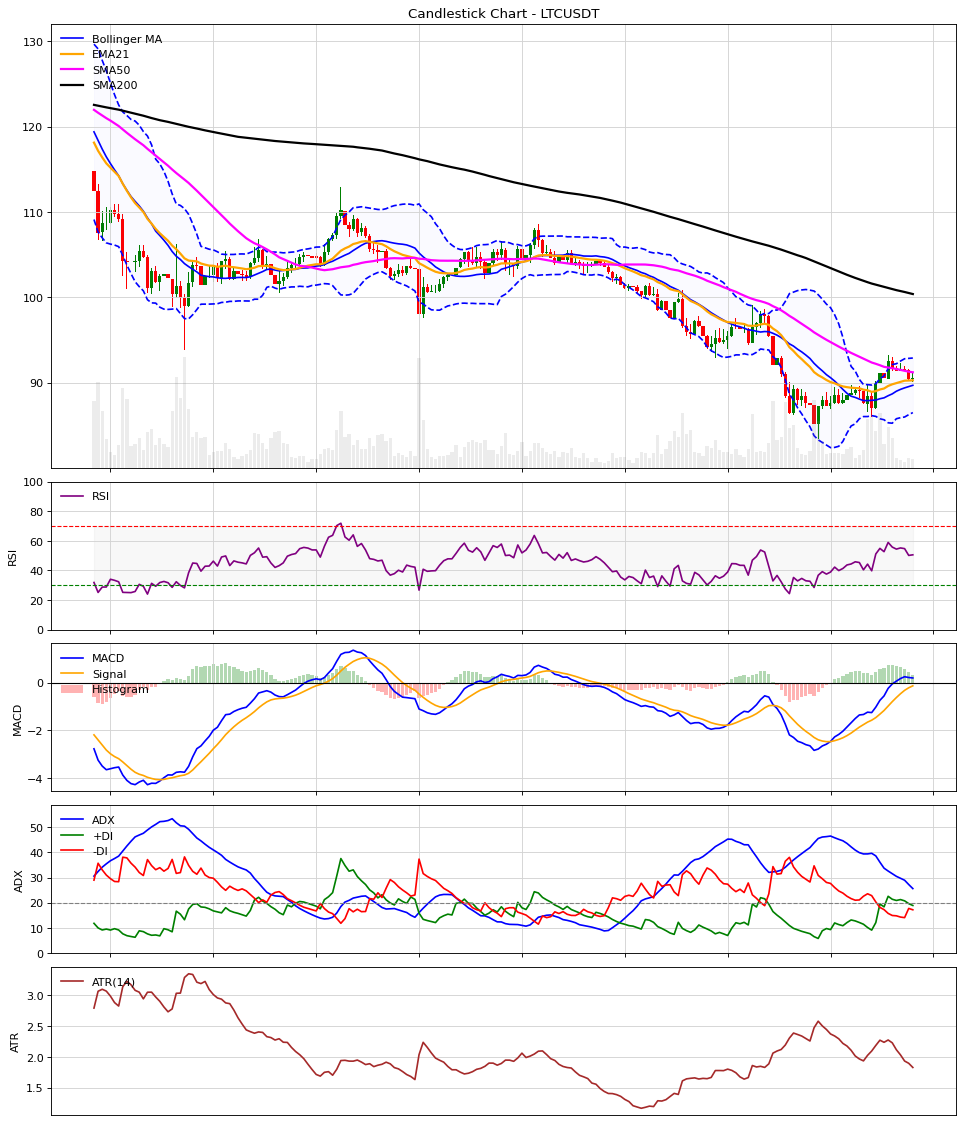 Candlestick Chart - LTCUSDT
Bollinger MA
EMA21
SMA50
SMA200
130
120
110
100
90
RSI
100
80
60
40
20
0
RSI
MACD
Signal
Histogram
0
−2
−4
MACD
ADX
+DI
-DI
50
40
30
20
10
0
ADX
ATR(14)
3.0
2.5
2.0
1.5
ATR